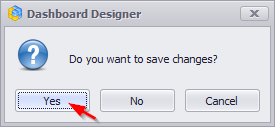 Dashboard Designer
Do you want to save changes?
Yes
No
Cancel